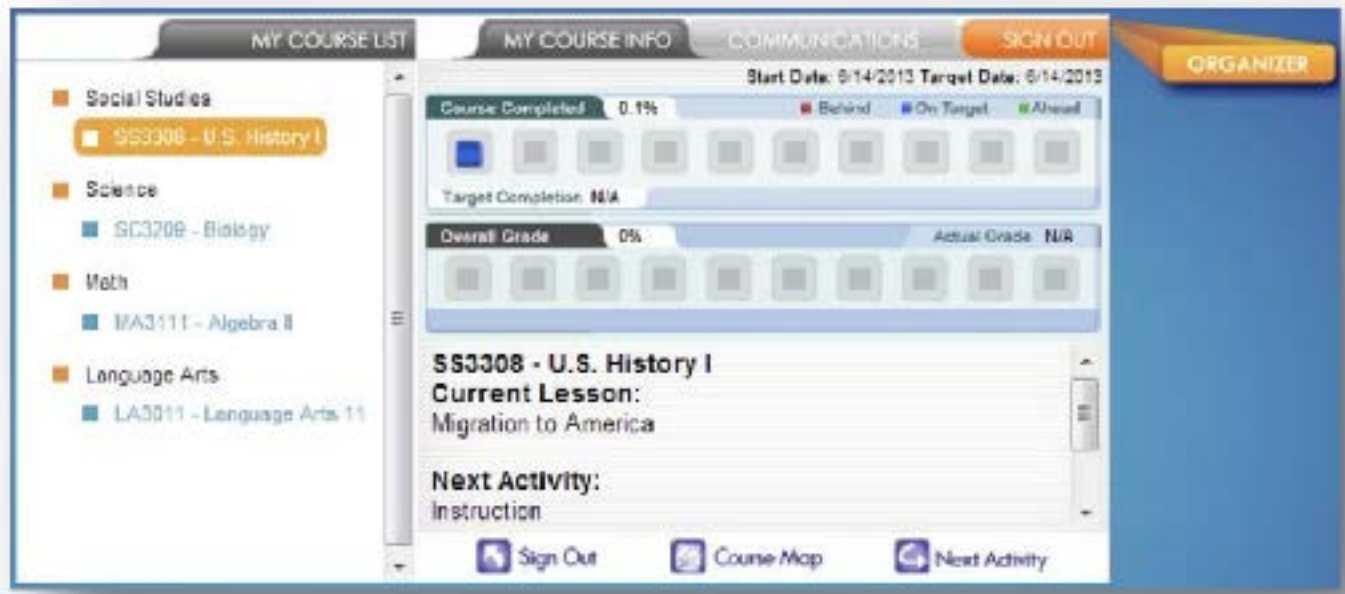 MY COURSE LIST
MY COURSE INFO
COMMUNICATIONS
SIGN OUT
ORGANIZER
Start Date: 6/14/2013 Target Date: 6/14/2013
Social Studies
SS3308 - U.S. History I
Science
SC3209 - Biology
Math
MA3111 - Algebra II
Language Arts
LA3011 - Language Arts 11
Course Completed 0.1%
Behind On Target Ahead
Target Completion N/A
Overall Grade 0%
Actual Grade N/A
SS3308 - U.S. History I
Current Lesson:
Migration to America
Next Activity:
Instruction
Sign Out
Course Map
Next Activity